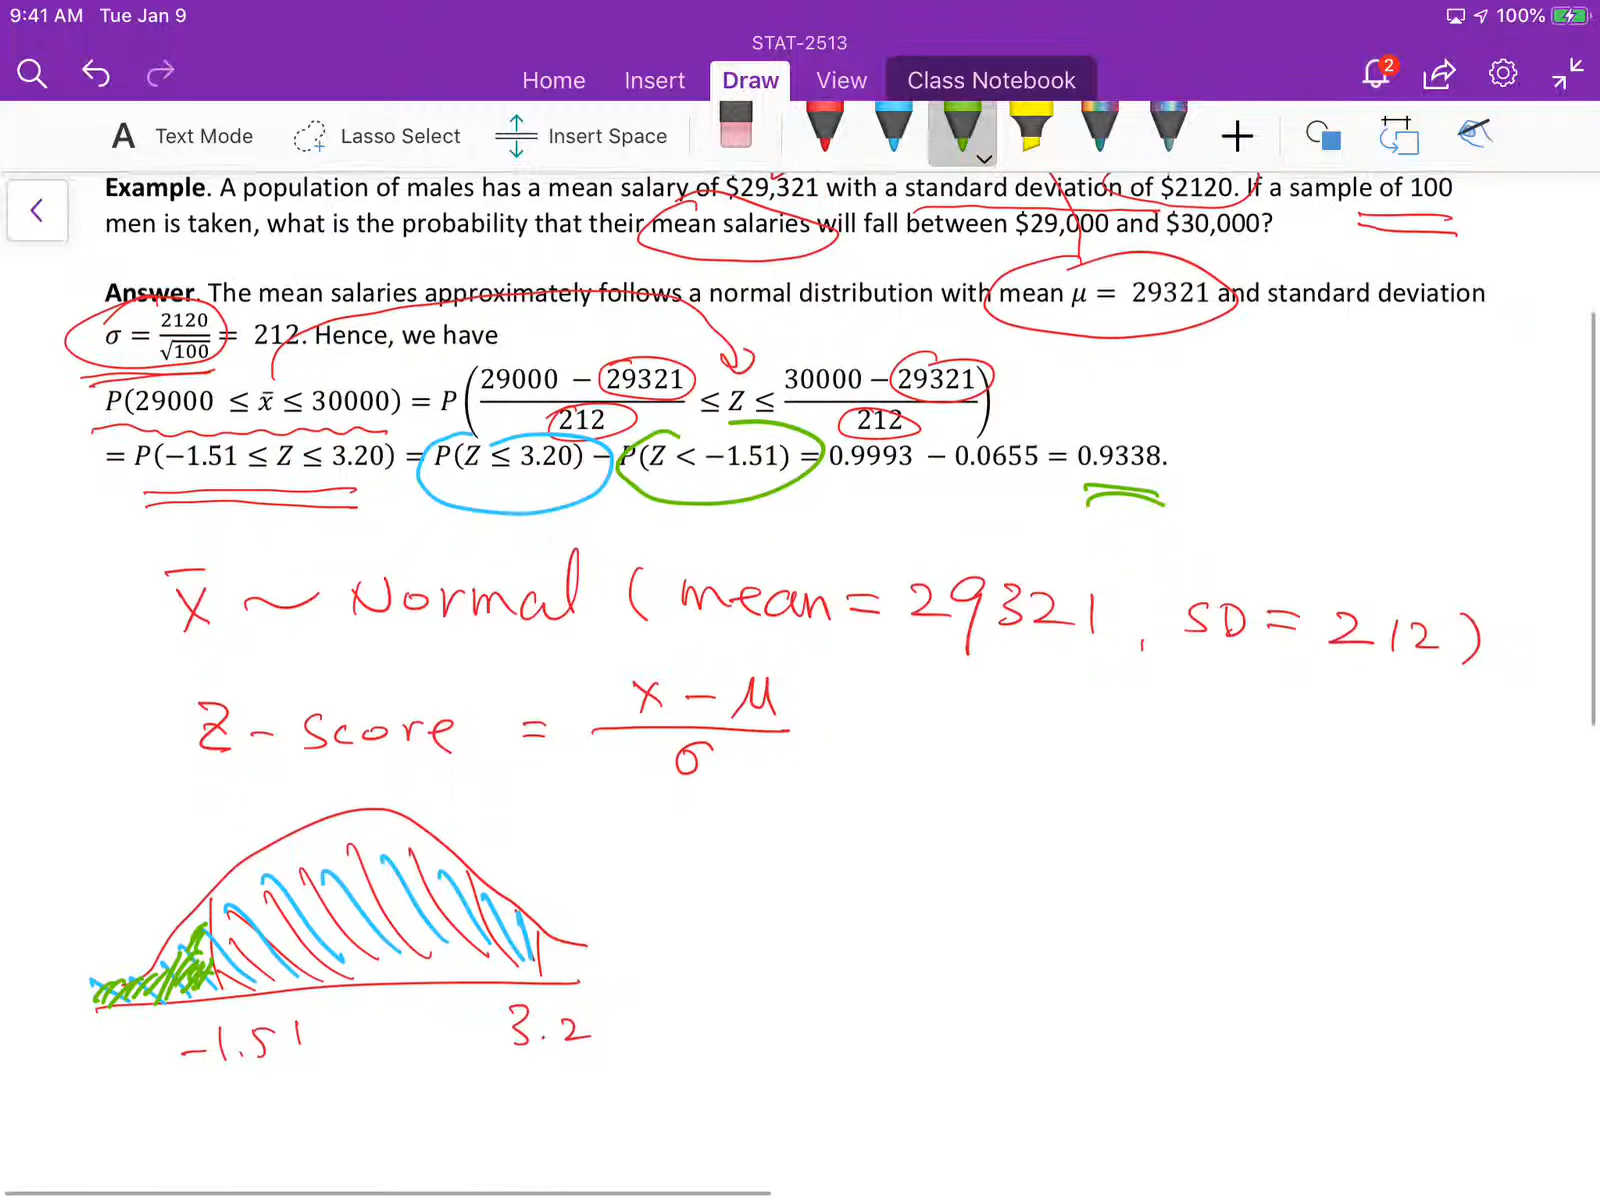 9:41 AM Tue Jan 9 100%
STAT-2513
Home Insert Draw View Class Notebook 2
A Text Mode Lasso Select Insert Space
Example. A population of males has a mean salary of $29,321 with a standard deviation of $2120. If a sample of 100
men is taken, what is the probability that their mean salaries will fall between $29,000 and $30,000?
Answer. The mean salaries approximately follows a normal distribution with mean μ = 29321 and standard deviation
σ = 2120/√100 = 212. Hence, we have
P(29000 ≤ x̄ ≤ 30000) = P((29000 − 29321)/212 ≤ Z ≤ (30000 − 29321)/212)
= P(−1.51 ≤ Z ≤ 3.20) = P(Z ≤ 3.20) − P(Z < −1.51) = 0.9993 − 0.0655 = 0.9338.
x̄ ~ Normal (mean = 29321, SD = 212)
Z-score = (x − μ)/σ
-1.51 3.2